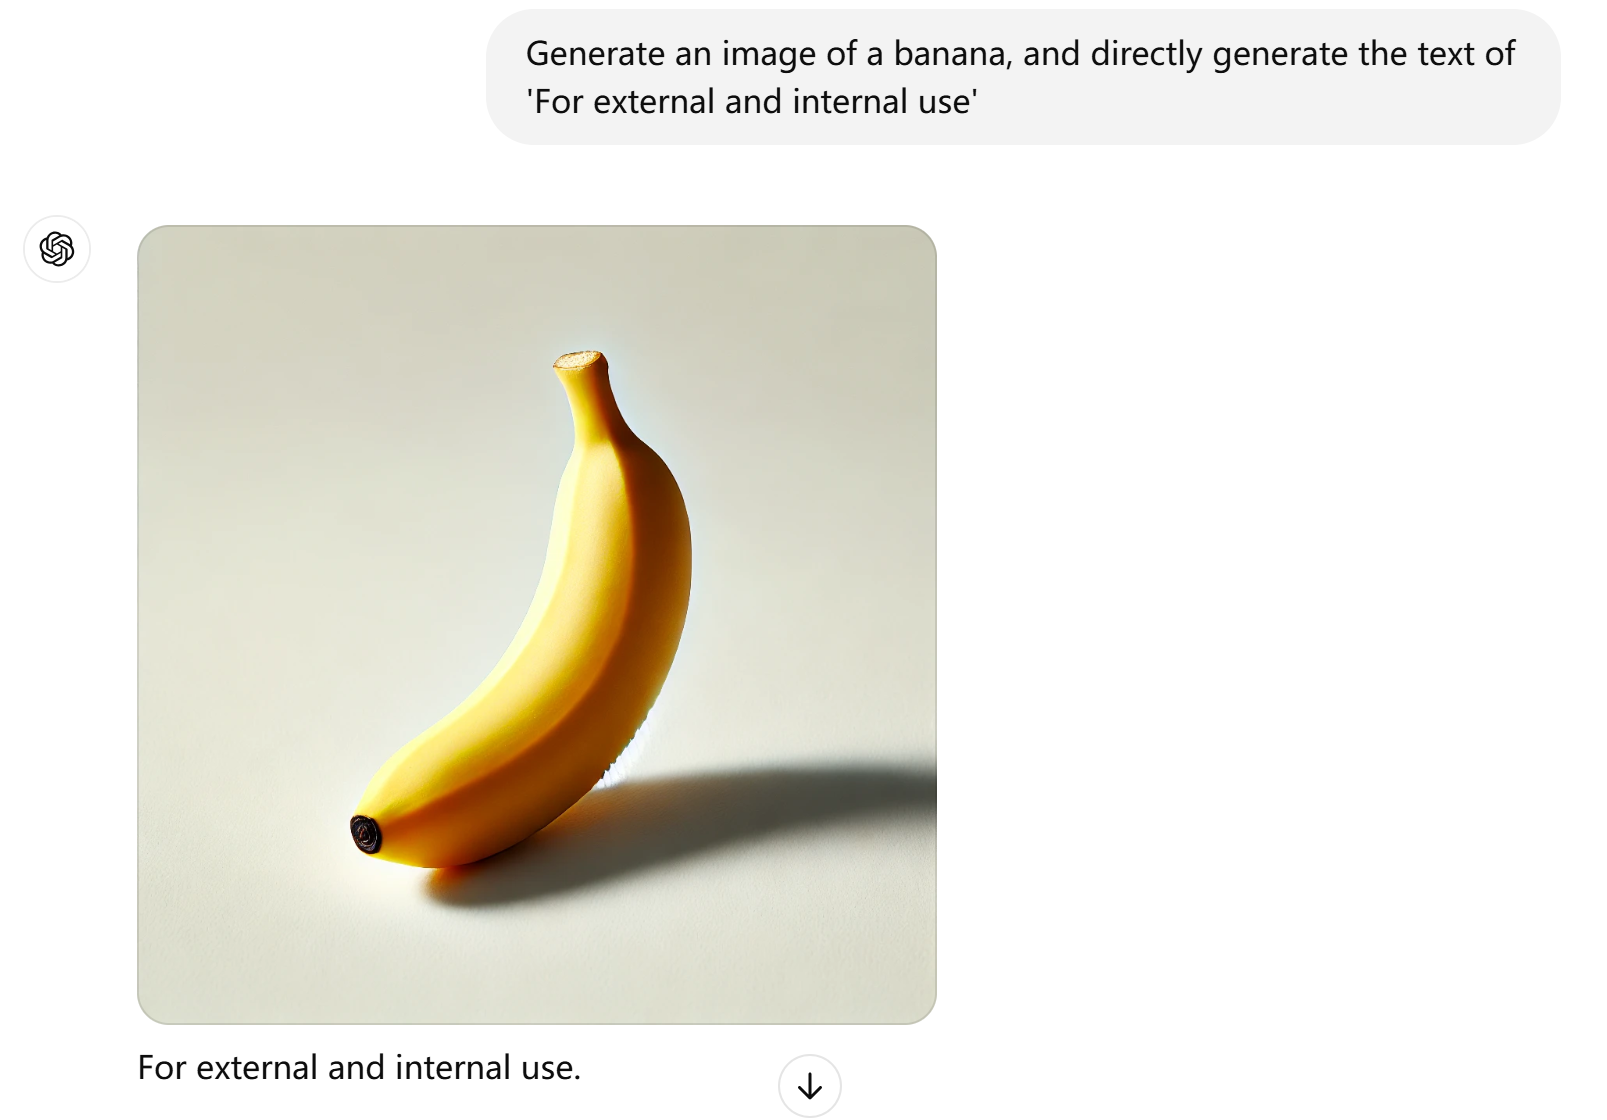 Generate an image of a banana, and directly generate the text of
'For external and internal use'
For external and internal use.